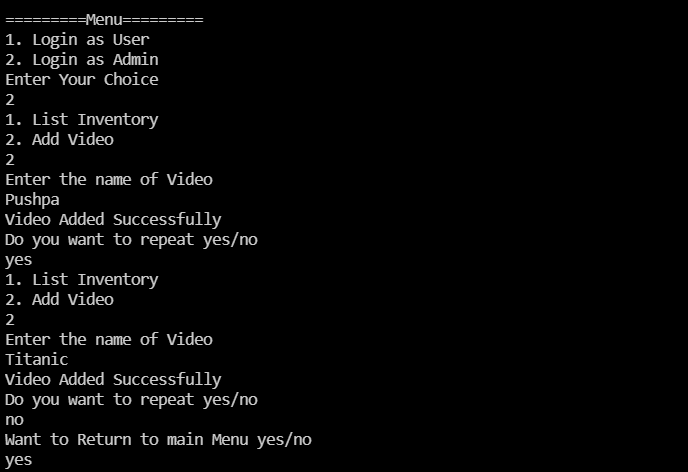 =========Menu=========
1. Login as User
2. Login as Admin
Enter Your Choice
2
1. List Inventory
2. Add Video
2
Enter the name of Video
Pushpa
Video Added Successfully
Do you want to repeat yes/no
yes
1. List Inventory
2. Add Video
2
Enter the name of Video
Titanic
Video Added Successfully
Do you want to repeat yes/no
no
Want to Return to main Menu yes/no
yes